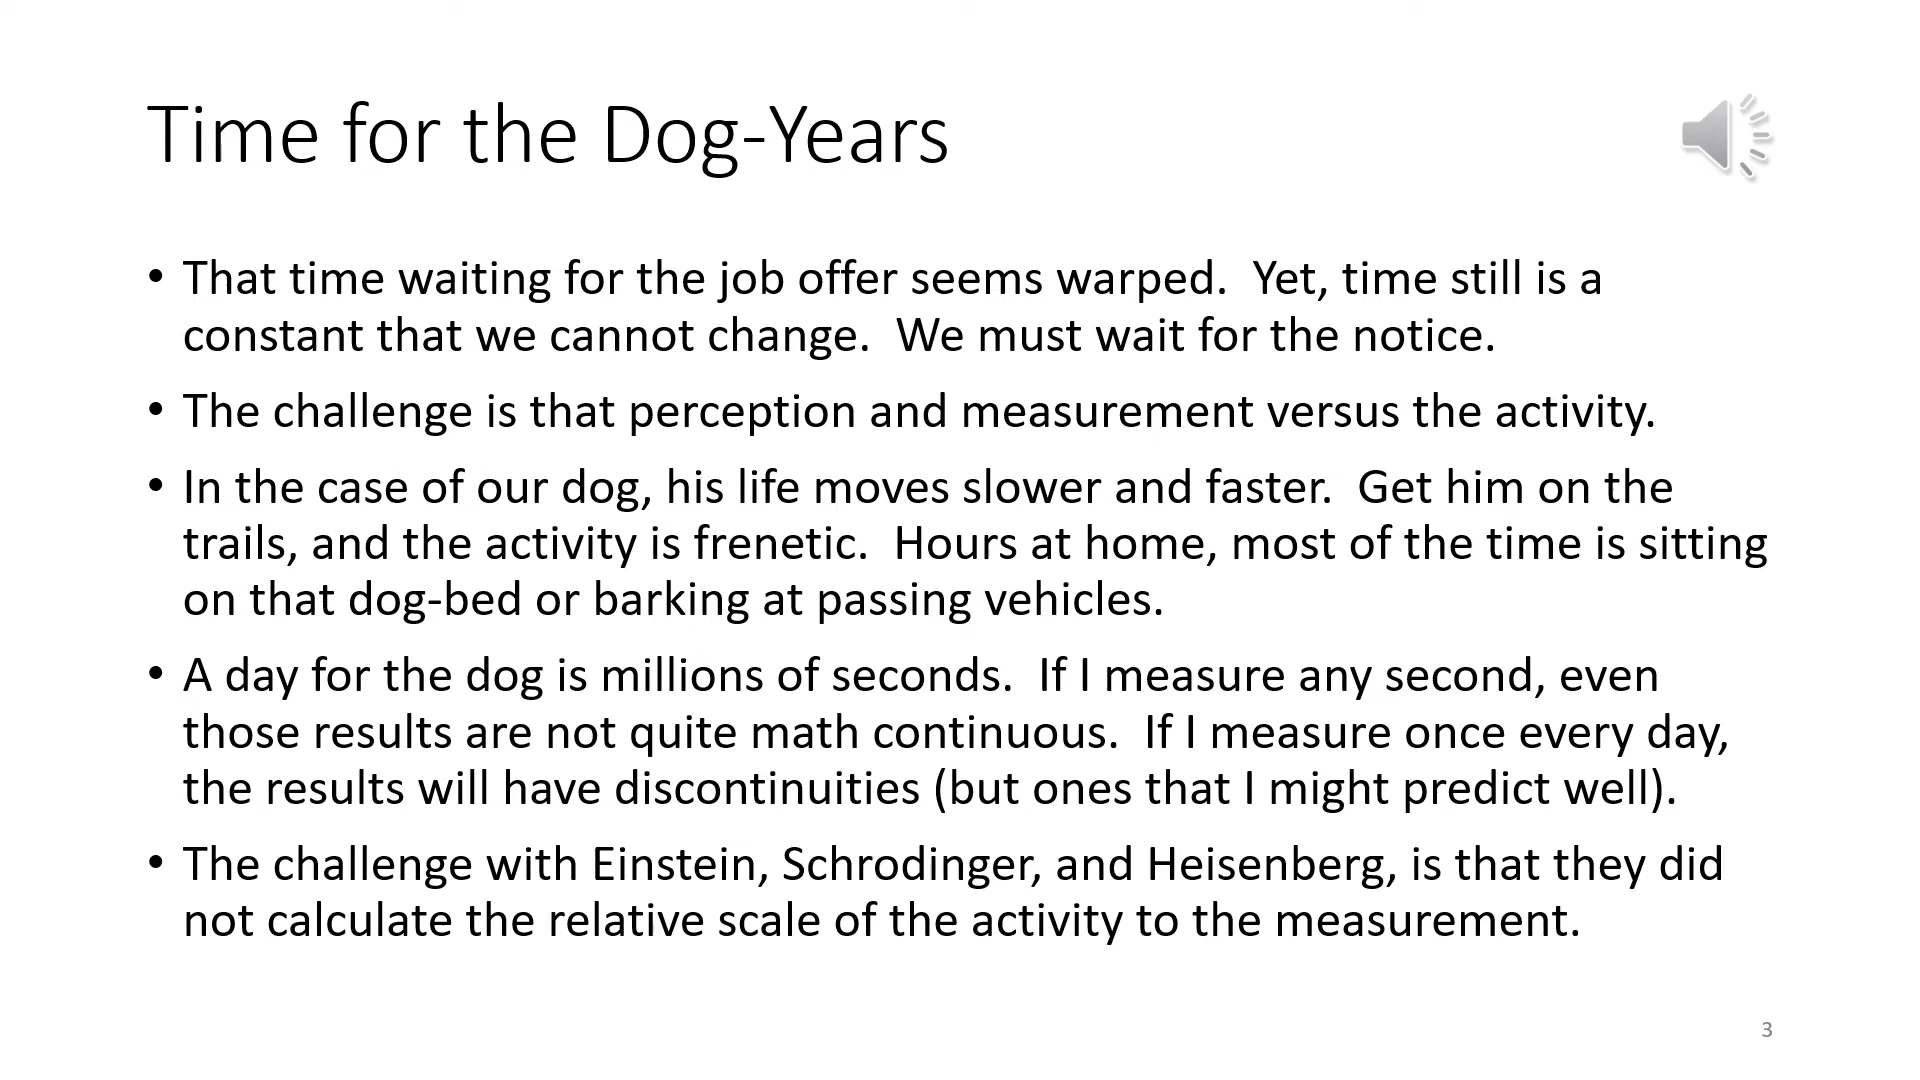 Time for the Dog-Years
• That time waiting for the job offer seems warped.  Yet, time still is a
constant that we cannot change.  We must wait for the notice.
• The challenge is that perception and measurement versus the activity.
• In the case of our dog, his life moves slower and faster.  Get him on the
trails, and the activity is frenetic.  Hours at home, most of the time is sitting
on that dog-bed or barking at passing vehicles.
• A day for the dog is millions of seconds.  If I measure any second, even
those results are not quite math continuous.  If I measure once every day,
the results will have discontinuities (but ones that I might predict well).
• The challenge with Einstein, Schrodinger, and Heisenberg, is that they did
not calculate the relative scale of the activity to the measurement.
3